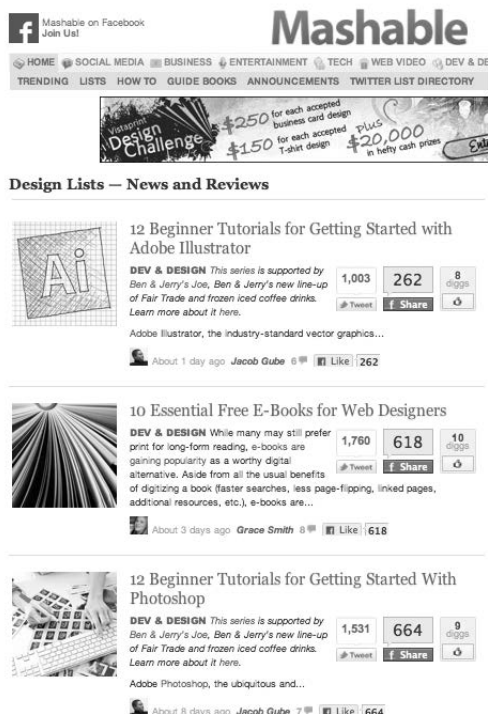 Mashable on Facebook
Join Us!
Mashable
HOME SOCIAL MEDIA BUSINESS ENTERTAINMENT TECH WEB VIDEO DEV & DE
TRENDING LISTS HOW TO GUIDE BOOKS ANNOUNCEMENTS TWITTER LIST DIRECTORY
Vistaprint
Design
Challenge
$250 for each accepted
business card design
$150 for each accepted
T-shirt design
PLUS
$20,000
in hefty cash prizes
Design Lists — News and Reviews
Ai
12 Beginner Tutorials for Getting Started with
Adobe Illustrator
DEV & DESIGN This series is supported by
Ben & Jerry's Joe, Ben & Jerry's new line-up
of Fair Trade and frozen iced coffee drinks.
Learn more about it here.
1,003 262 8
diggs
Tweet f Share
Adobe Illustrator, the industry-standard vector graphics...
About 1 day ago Jacob Gube 6 Like 262
10 Essential Free E-Books for Web Designers
DEV & DESIGN While many may still prefer
print for long-form reading, e-books are
gaining popularity as a worthy digital
alternative. Aside from all the usual benefits
of digitizing a book (faster searches, less page-flipping, linked pages,
additional resources, etc.), e-books are...
1,760 618 10
diggs
Tweet f Share
About 3 days ago Grace Smith 8 Like 618
12 Beginner Tutorials for Getting Started With
Photoshop
DEV & DESIGN This series is supported by
Ben & Jerry's Joe, Ben & Jerry's new line-up
of Fair Trade and frozen iced coffee drinks.
Learn more about it here.
1,531 664 9
diggs
Tweet f Share
Adobe Photoshop, the ubiquitous and...
About 8 days ago Jacob Gube 7 Like 664